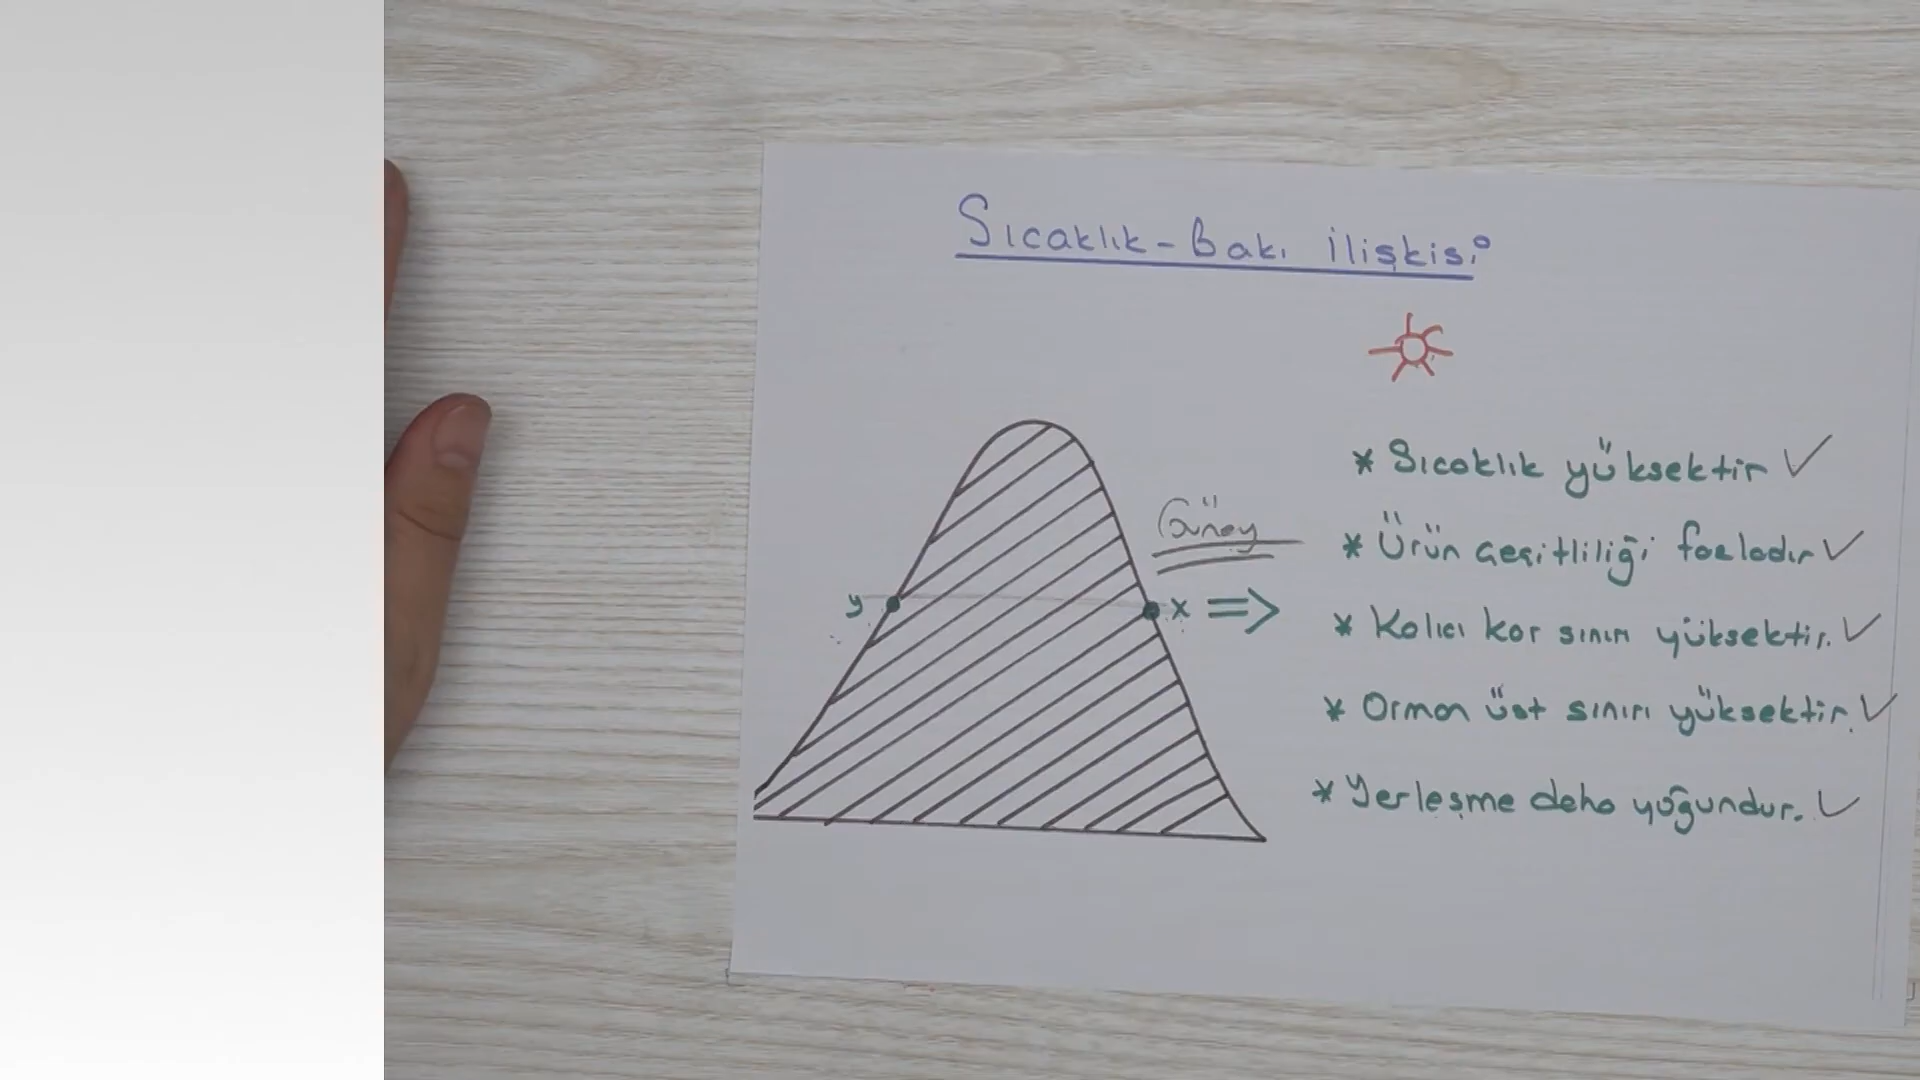 Sıcaklık-Bakı İlişkisi
Güney
* Sıcaklık yüksektir ✓
* Ürün çeşitliliği fazladır ✓
y
x =>
* Kalıcı kar sınırı yüksektir. ✓
* Orman üst sınırı yüksektir. ✓
* Yerleşme daha yoğundur. ✓